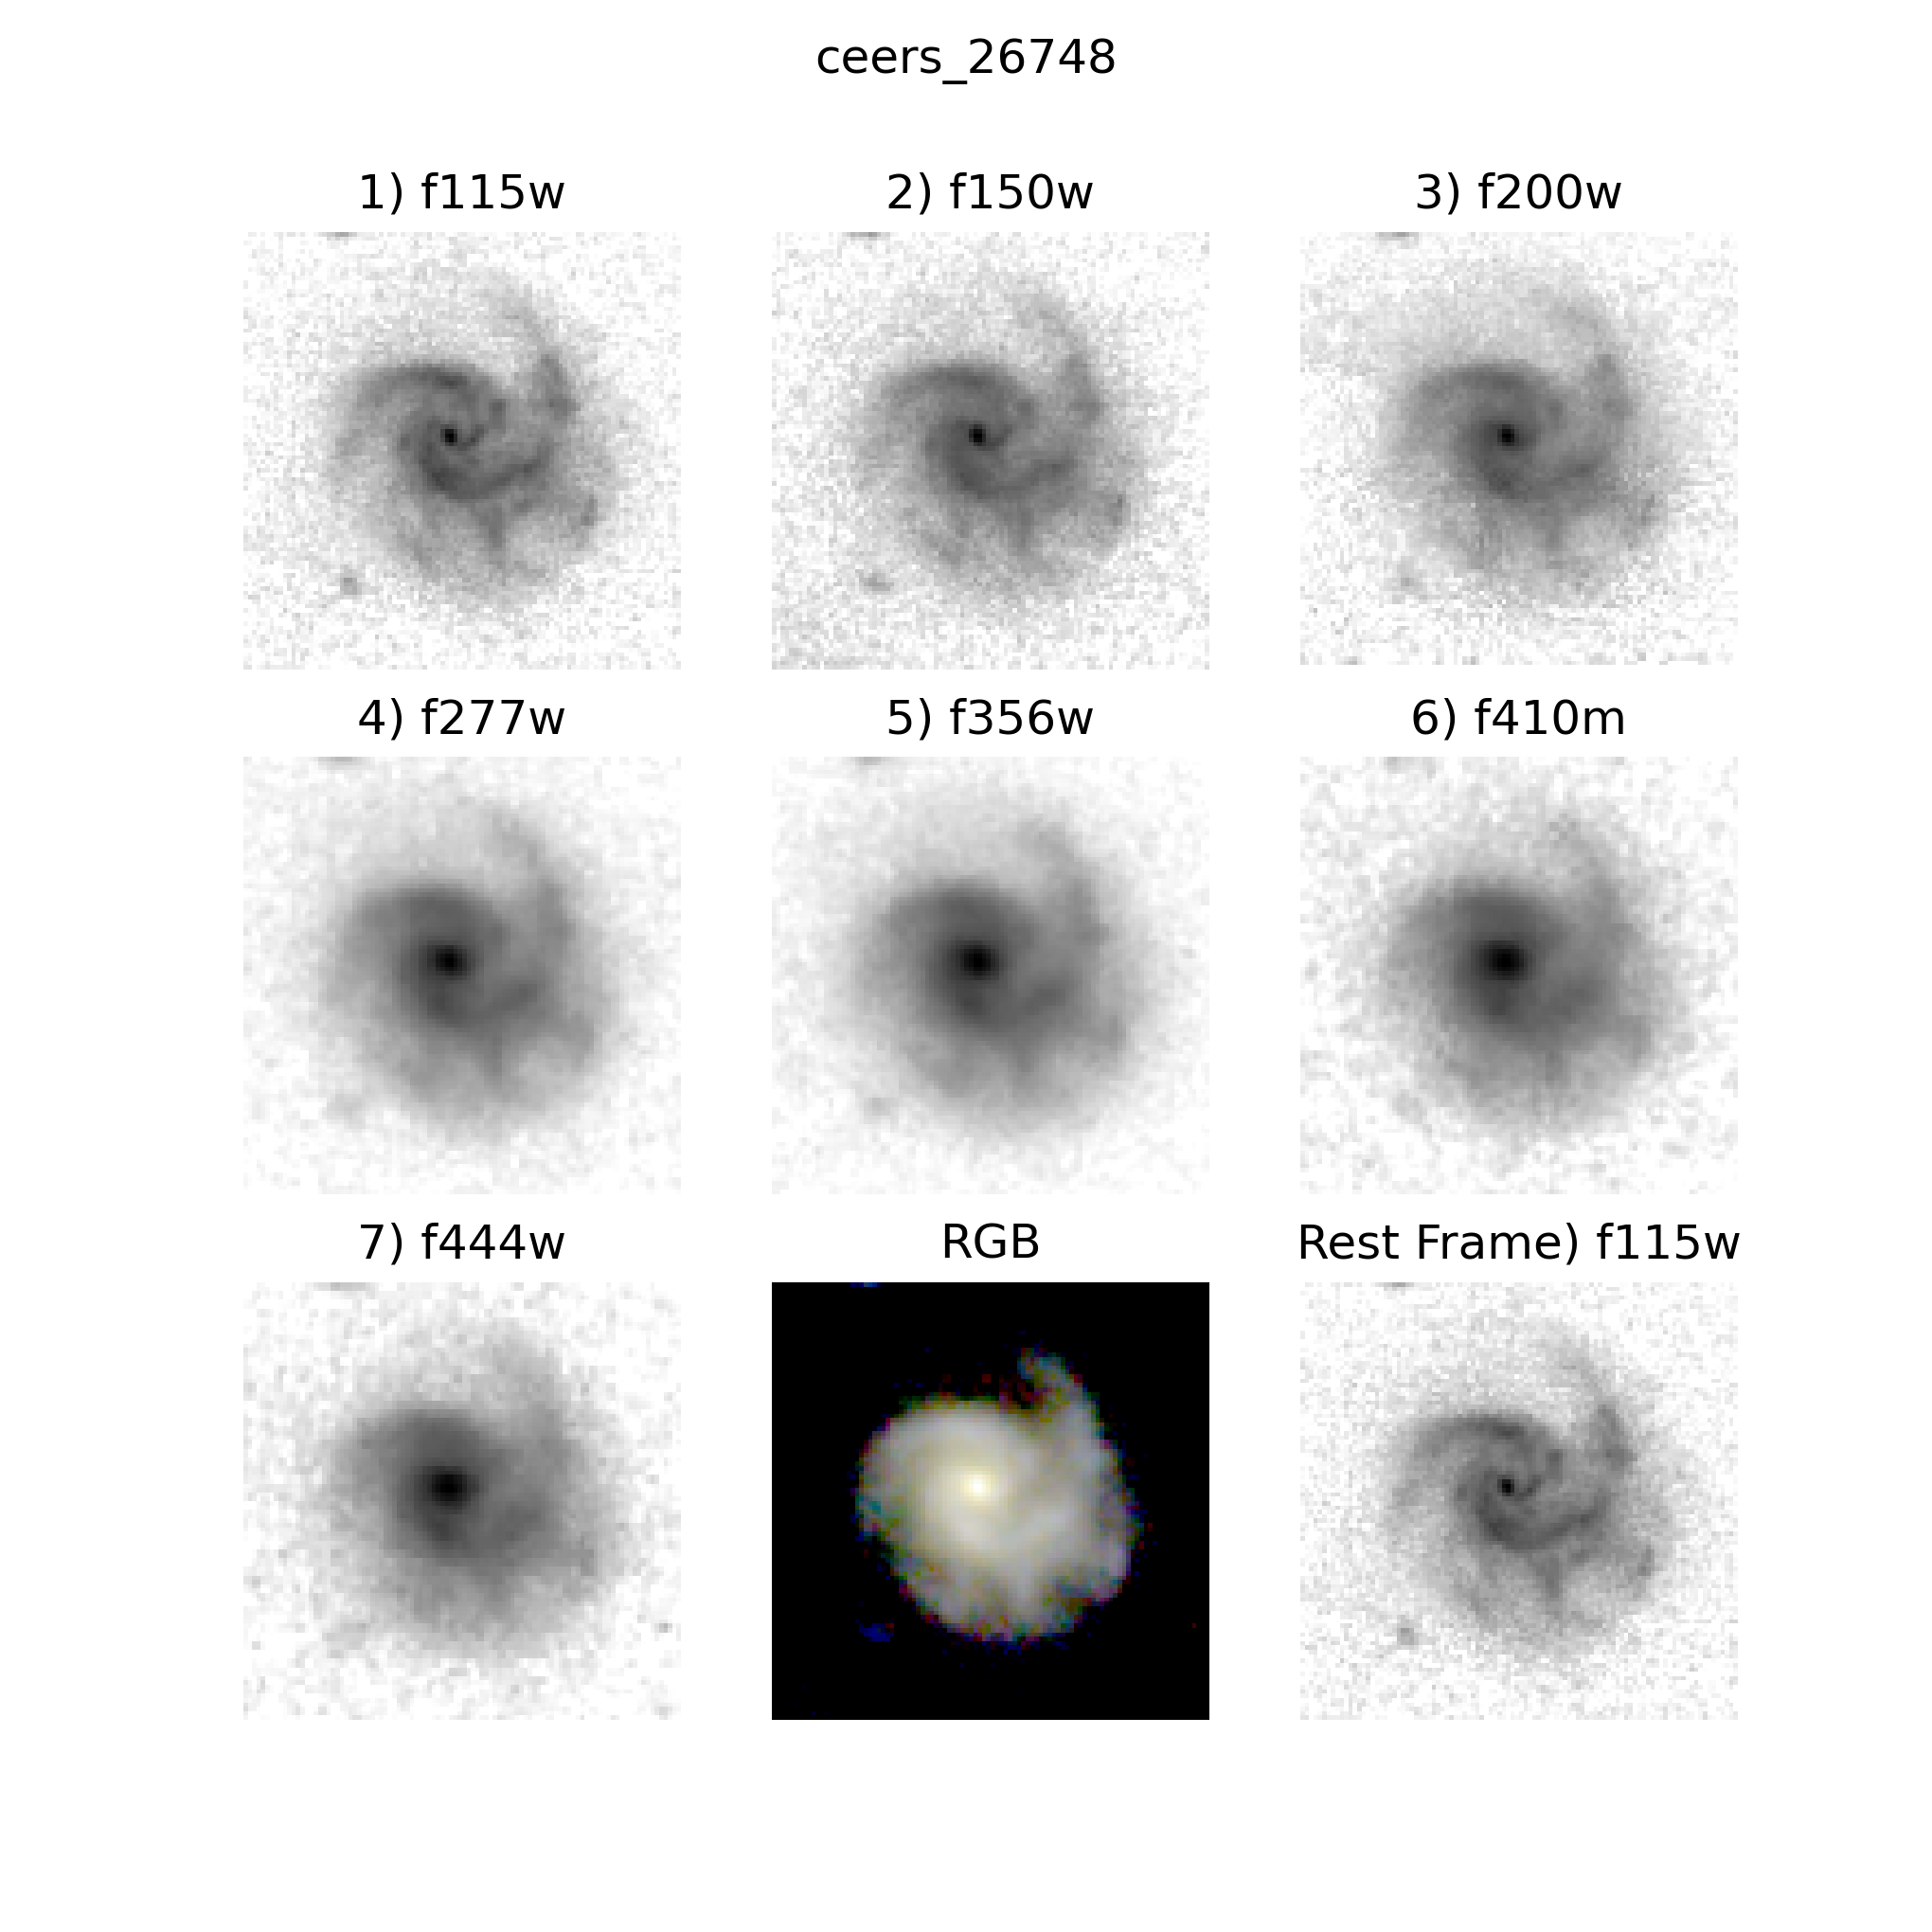 ceers_26748
1) f115w
2) f150w
3) f200w
4) f277w
5) f356w
6) f410m
7) f444w
RGB
Rest Frame) f115w